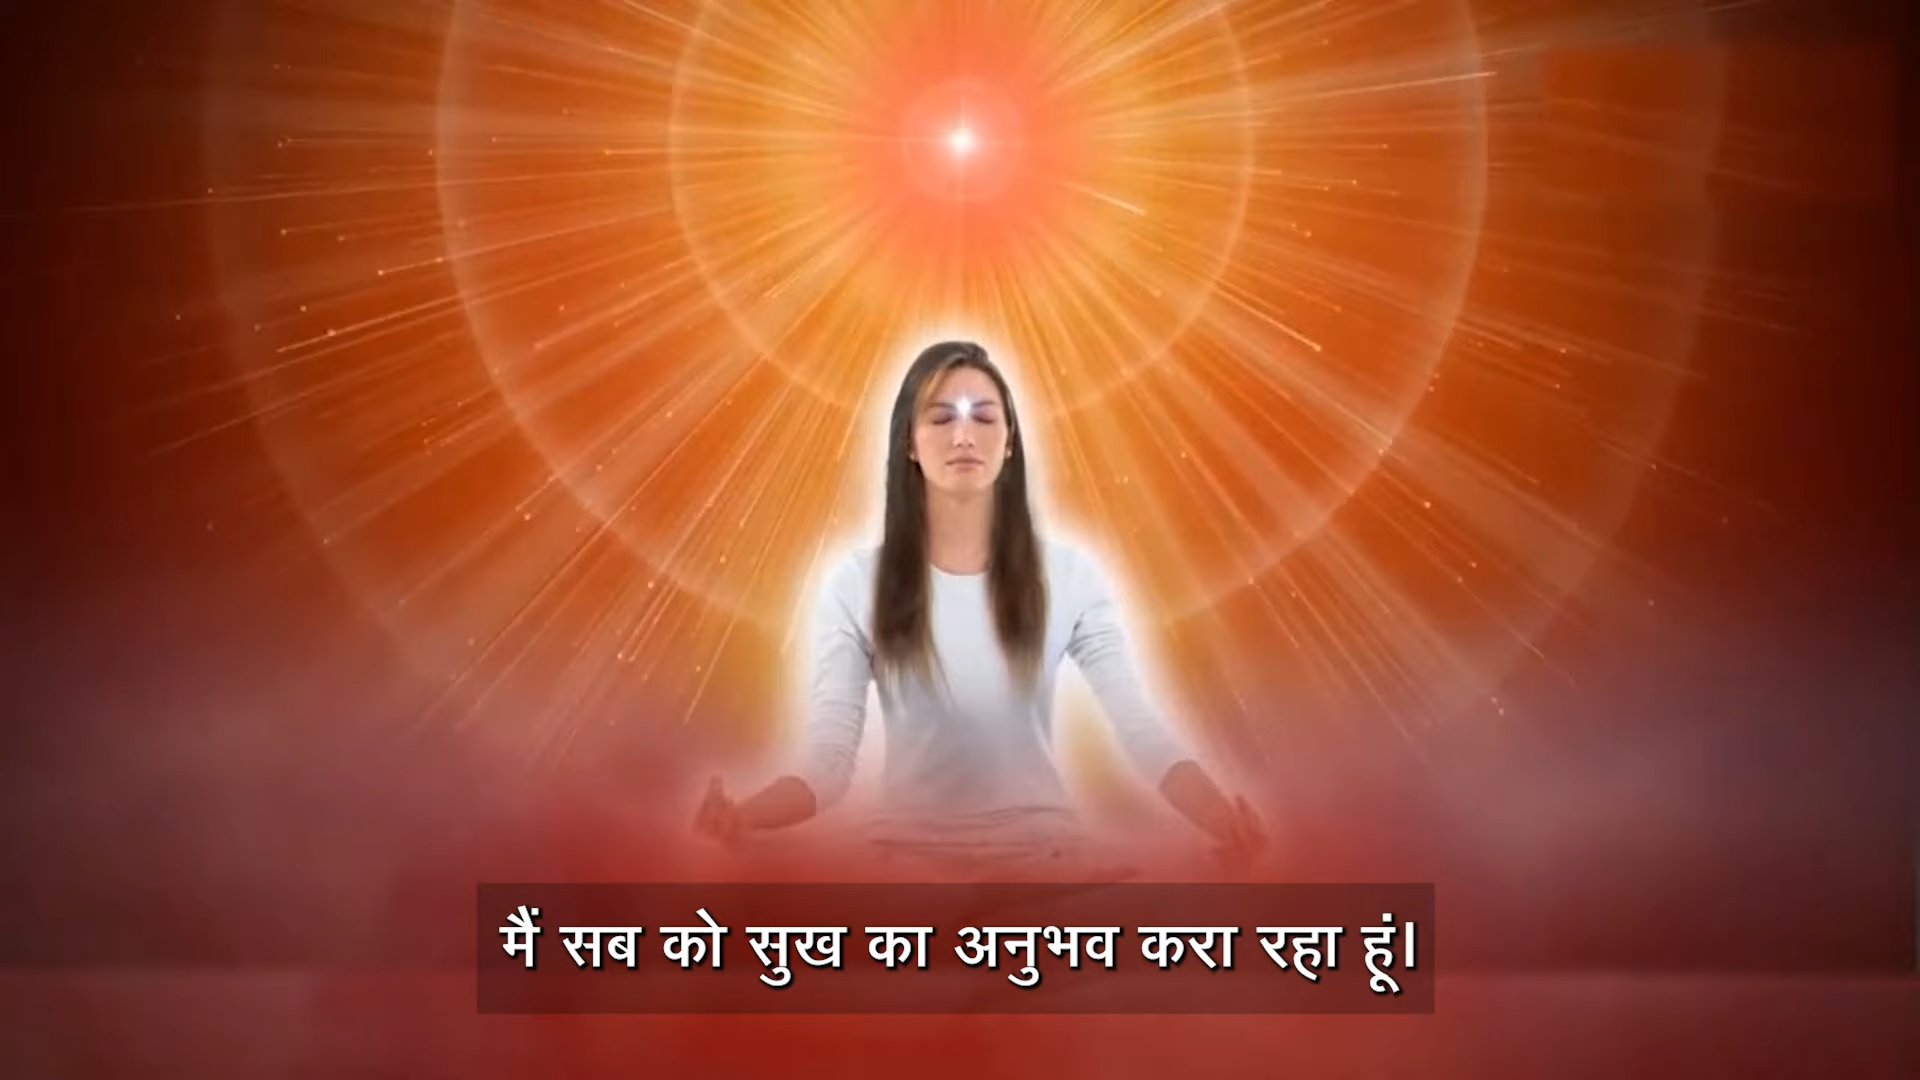 मैं सब को सुख का अनुभव करा रहा हूं।